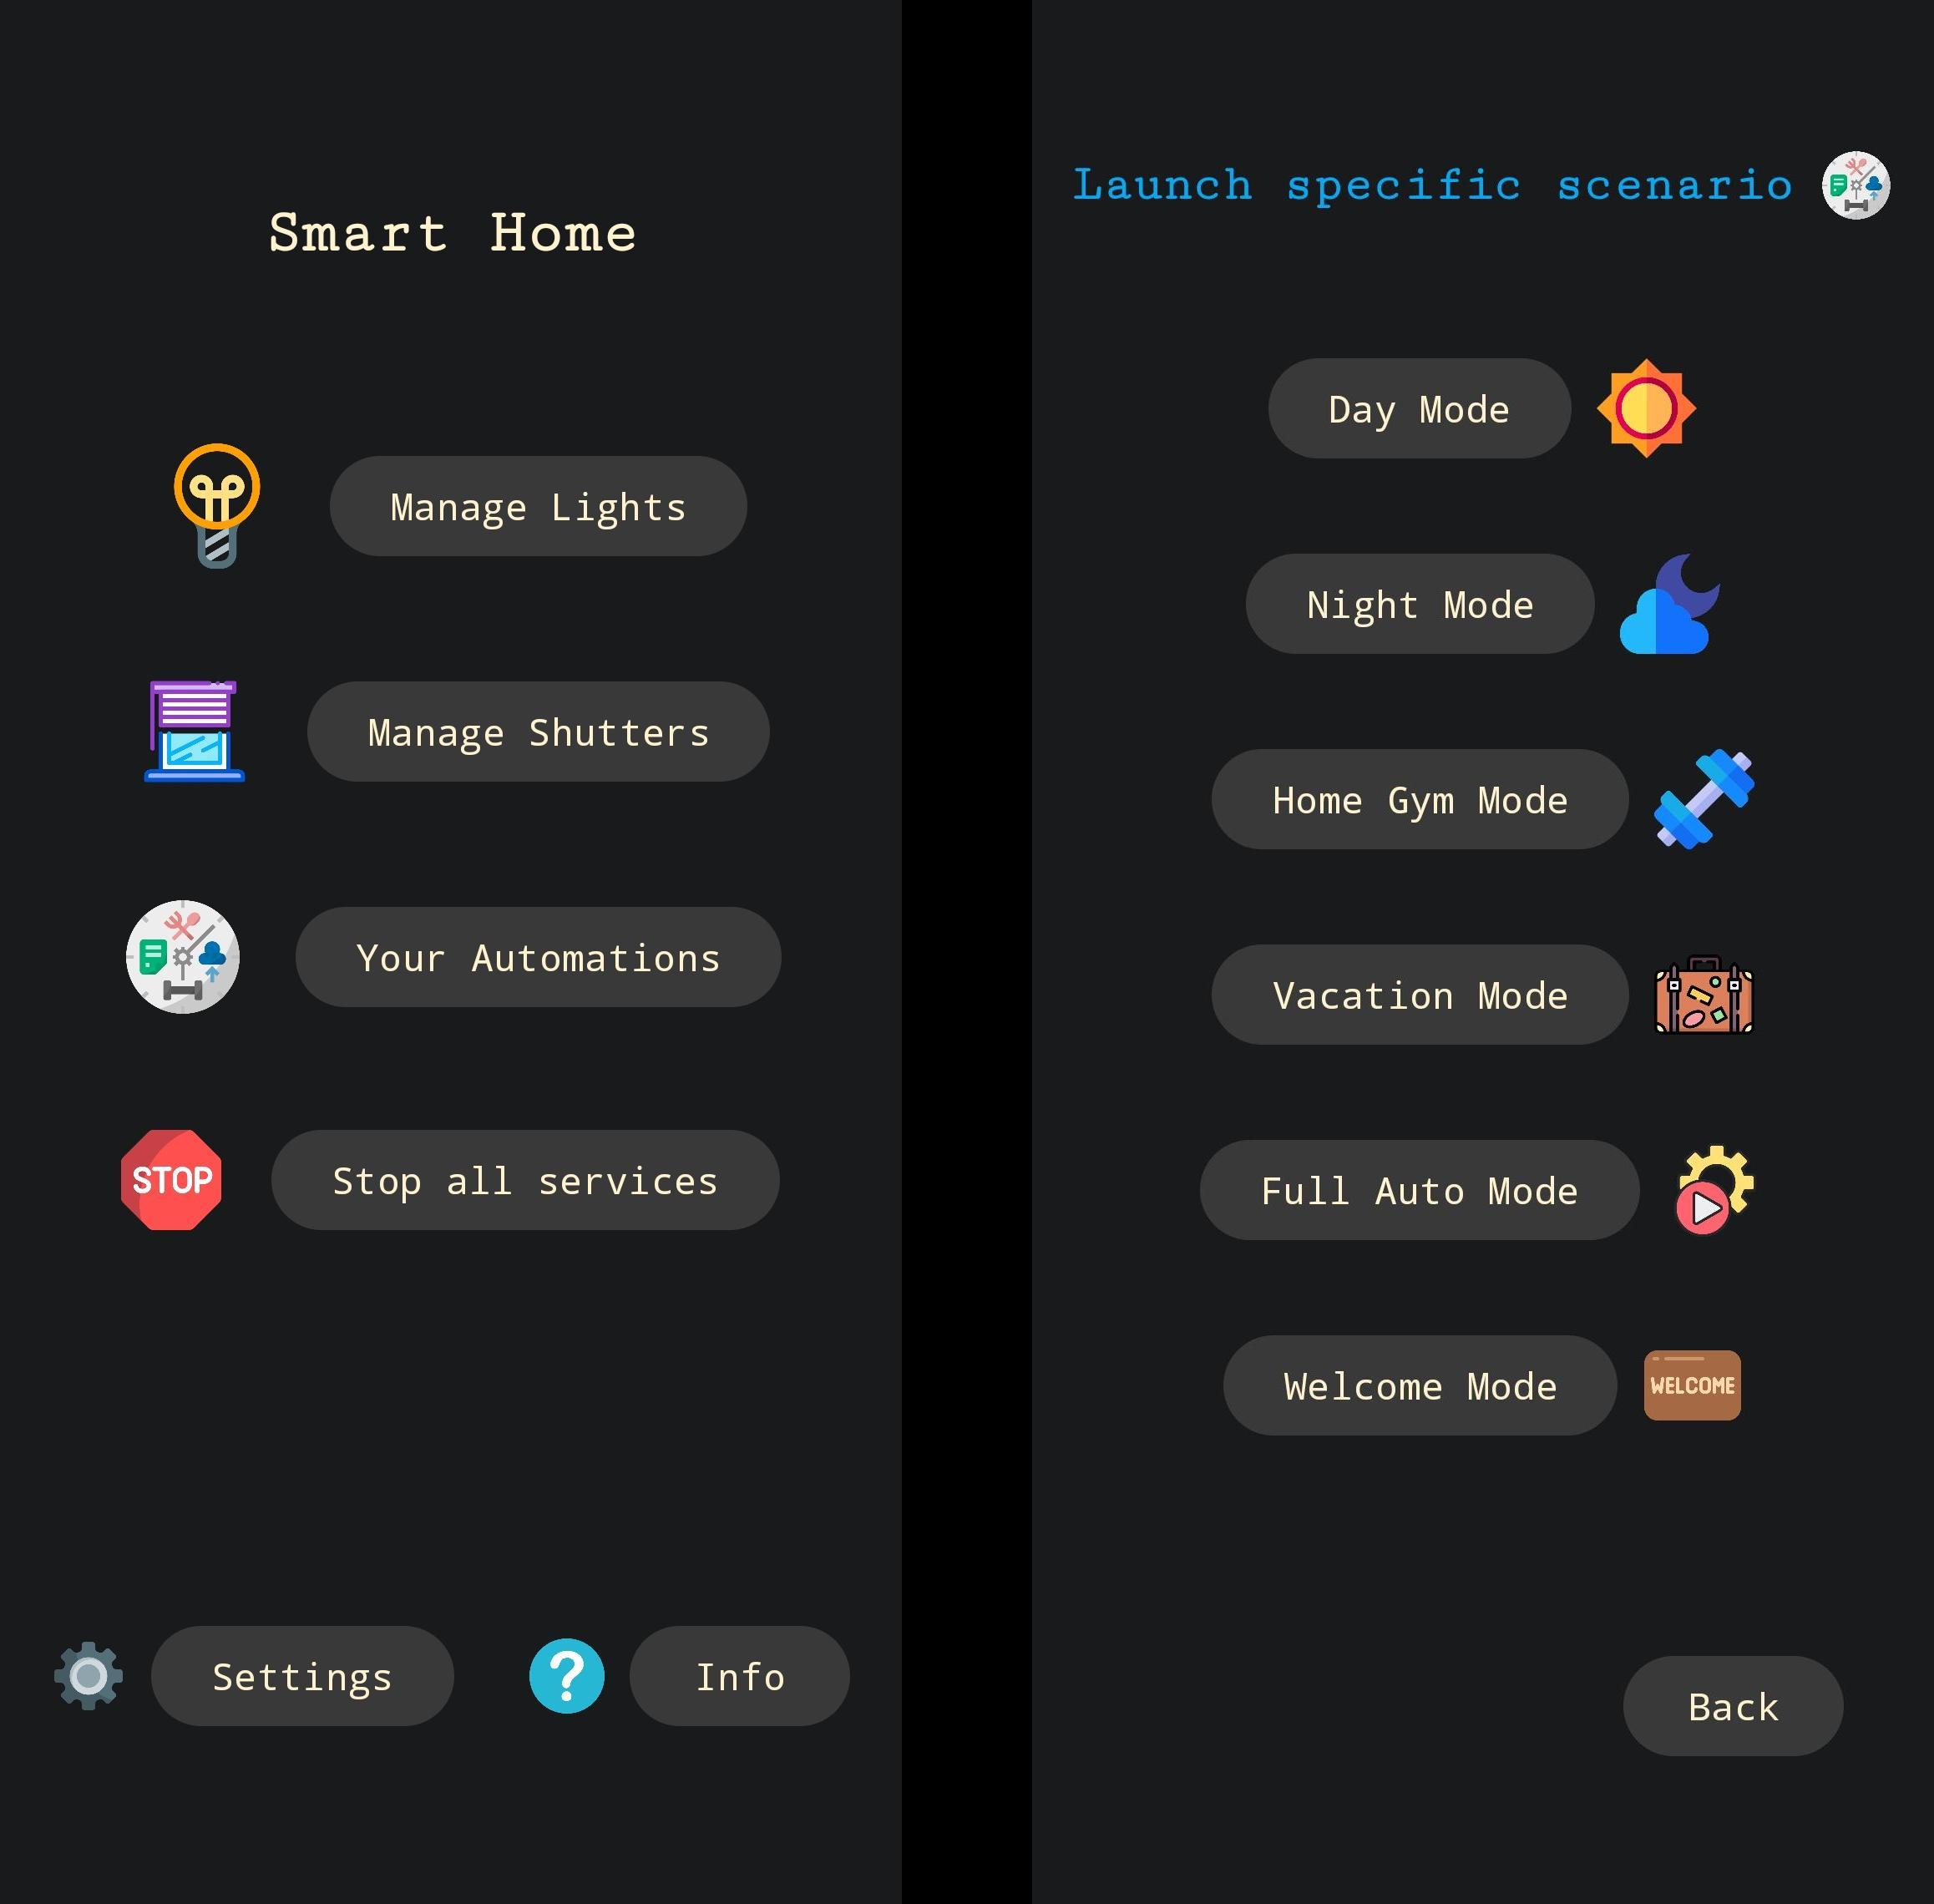 Smart Home
Manage Lights
Manage Shutters
Your Automations
STOP
Stop all services
Settings
?
Info
Launch specific scenario
Day Mode
Night Mode
Home Gym Mode
Vacation Mode
Full Auto Mode
Welcome Mode
WELCOME
Back